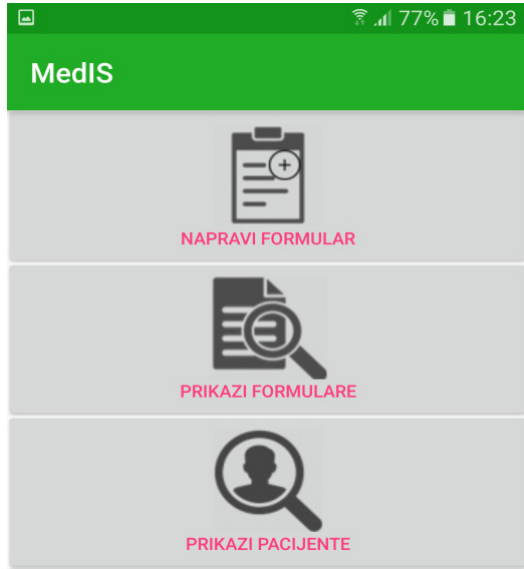 77% 16:23
MedIS
NAPRAVI FORMULAR
PRIKAZI FORMULARE
PRIKAZI PACIJENTE